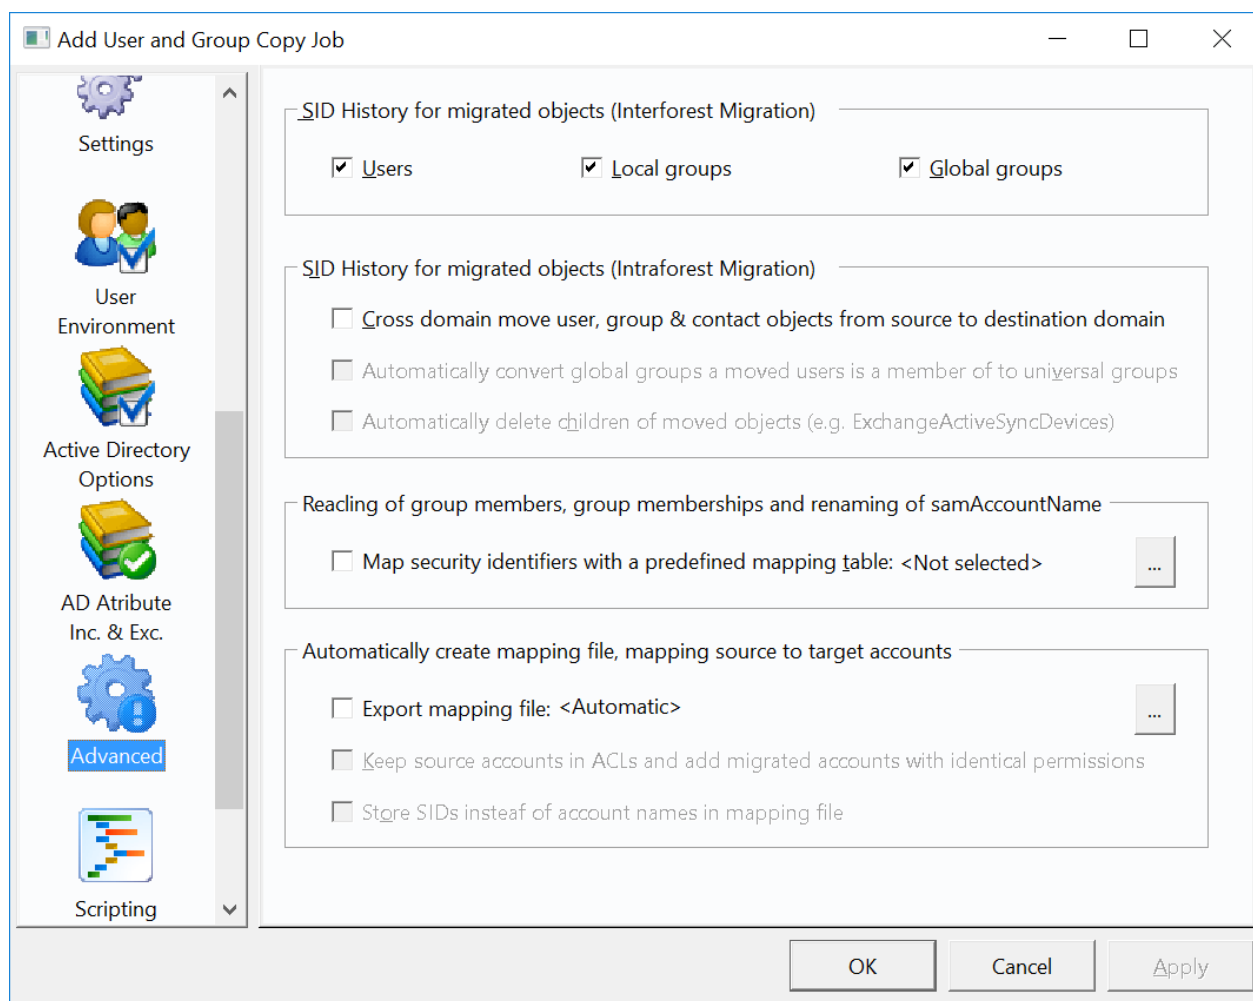 Add User and Group Copy Job
Settings
User
Environment
Active Directory
Options
AD Atribute
Inc. & Exc.
Advanced
Scripting
SID History for migrated objects (Interforest Migration)
Users Local groups Global groups
SID History for migrated objects (Intraforest Migration)
Cross domain move user, group & contact objects from source to destination domain
Automatically convert global groups a moved users is a member of to universal groups
Automatically delete children of moved objects (e.g. ExchangeActiveSyncDevices)
Reacling of group members, group memberships and renaming of samAccountName
Map security identifiers with a predefined mapping table: <Not selected> ...
Automatically create mapping file, mapping source to target accounts
Export mapping file: <Automatic> ...
Keep source accounts in ACLs and add migrated accounts with identical permissions
Store SIDs insteaf of account names in mapping file
OK Cancel Apply